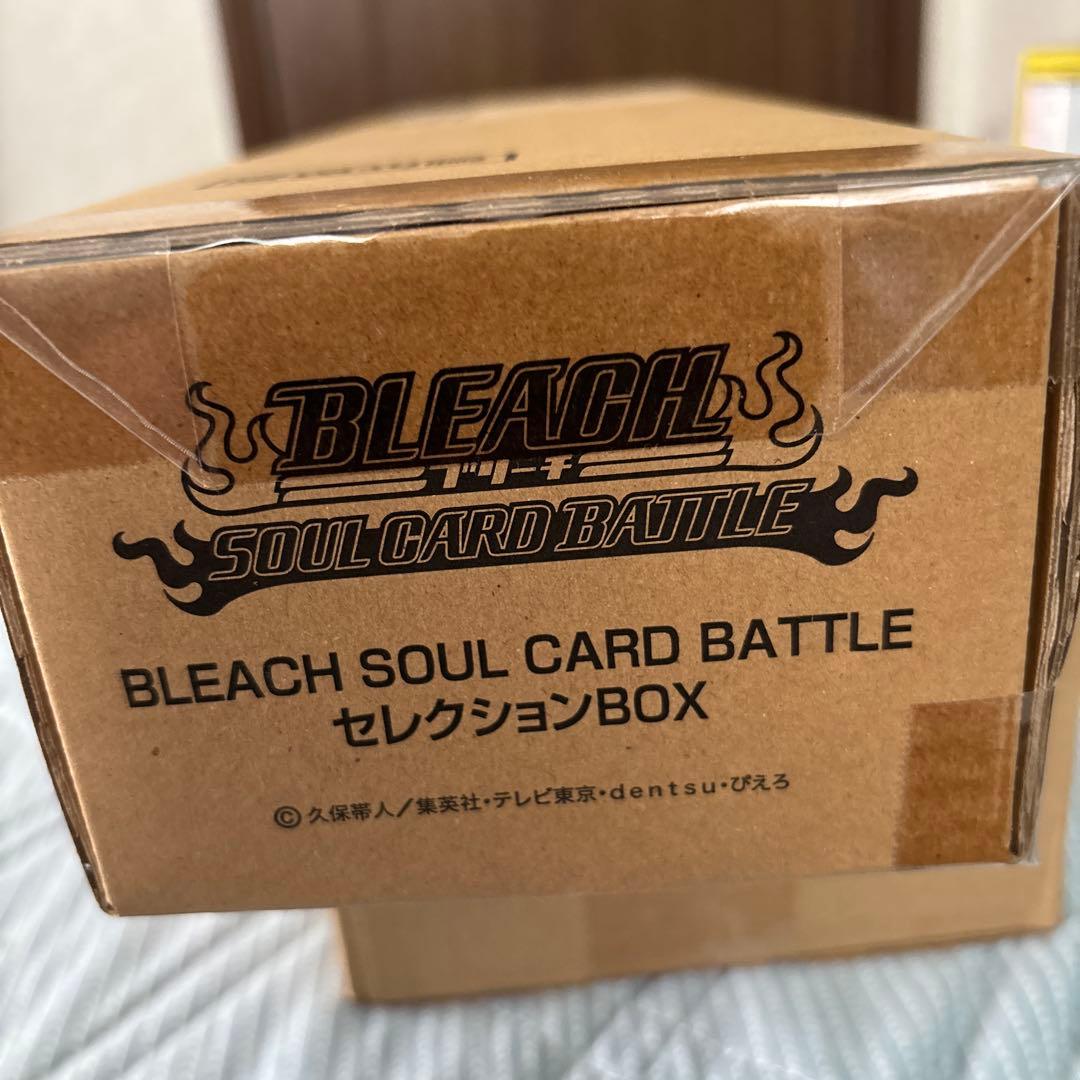 BLEACH
ブリーチ
SOUL CARD BATTLE
BLEACH SOUL CARD BATTLE
セレクションBOX
© 久保帯人/集英社・テレビ東京・dentsu・ぴえろ